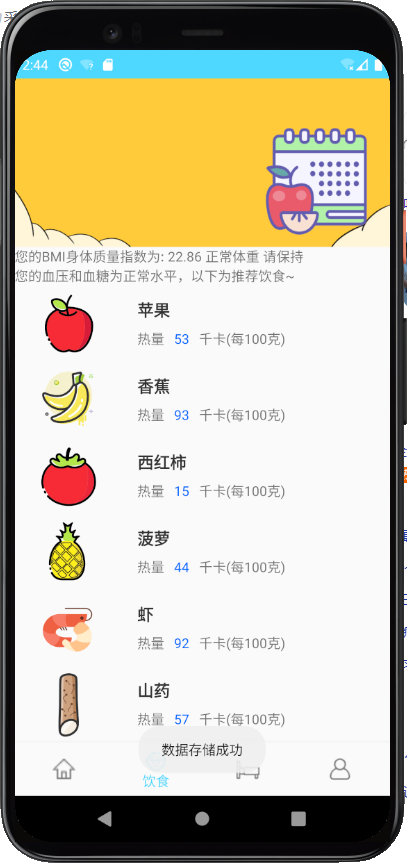 2:44
您的BMI身体质量指数为: 22.86 正常体重 请保持
您的血压和血糖为正常水平，以下为推荐饮食~
苹果
热量 53 千卡(每100克)
香蕉
热量 93 千卡(每100克)
西红柿
热量 15 千卡(每100克)
菠萝
热量 44 千卡(每100克)
虾
热量 92 千卡(每100克)
山药
热量 57 千卡(每100克)
数据存储成功
饮食